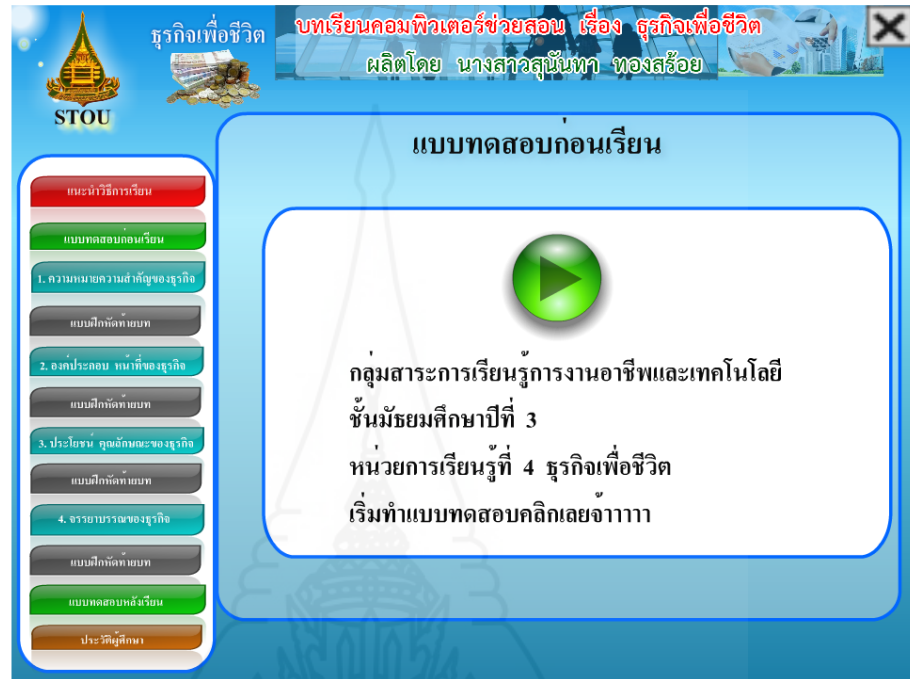 ธุรกิจเพื่อชีวิต
บทเรียนคอมพิวเตอร์ช่วยสอน เรื่อง ธุรกิจเพื่อชีวิต
ผลิตโดย นางสาวสุนันทา ทองสร้อย
STOU
แบบทดสอบก่อนเรียน
แนะนำวิธีการเรียน
แบบทดสอบก่อนเรียน
1. ความหมายความสำคัญของธุรกิจ
แบบฝึกหัดท้ายบท
2. องค์ประกอบ หน้าที่ของธุรกิจ
แบบฝึกหัดท้ายบท
3. ประโยชน์ คุณลักษณะของธุรกิจ
แบบฝึกหัดท้ายบท
4. จรรยาบรรณของธุรกิจ
แบบฝึกหัดท้ายบท
แบบทดสอบหลังเรียน
ประวัติผู้ศึกษา
กลุ่มสาระการเรียนรู้การงานอาชีพและเทคโนโลยี
ชั้นมัธยมศึกษาปีที่ 3
หน่วยการเรียนรู้ที่ 4 ธุรกิจเพื่อชีวิต
เริ่มทำแบบทดสอบคลิกเลยจ้าาาาา